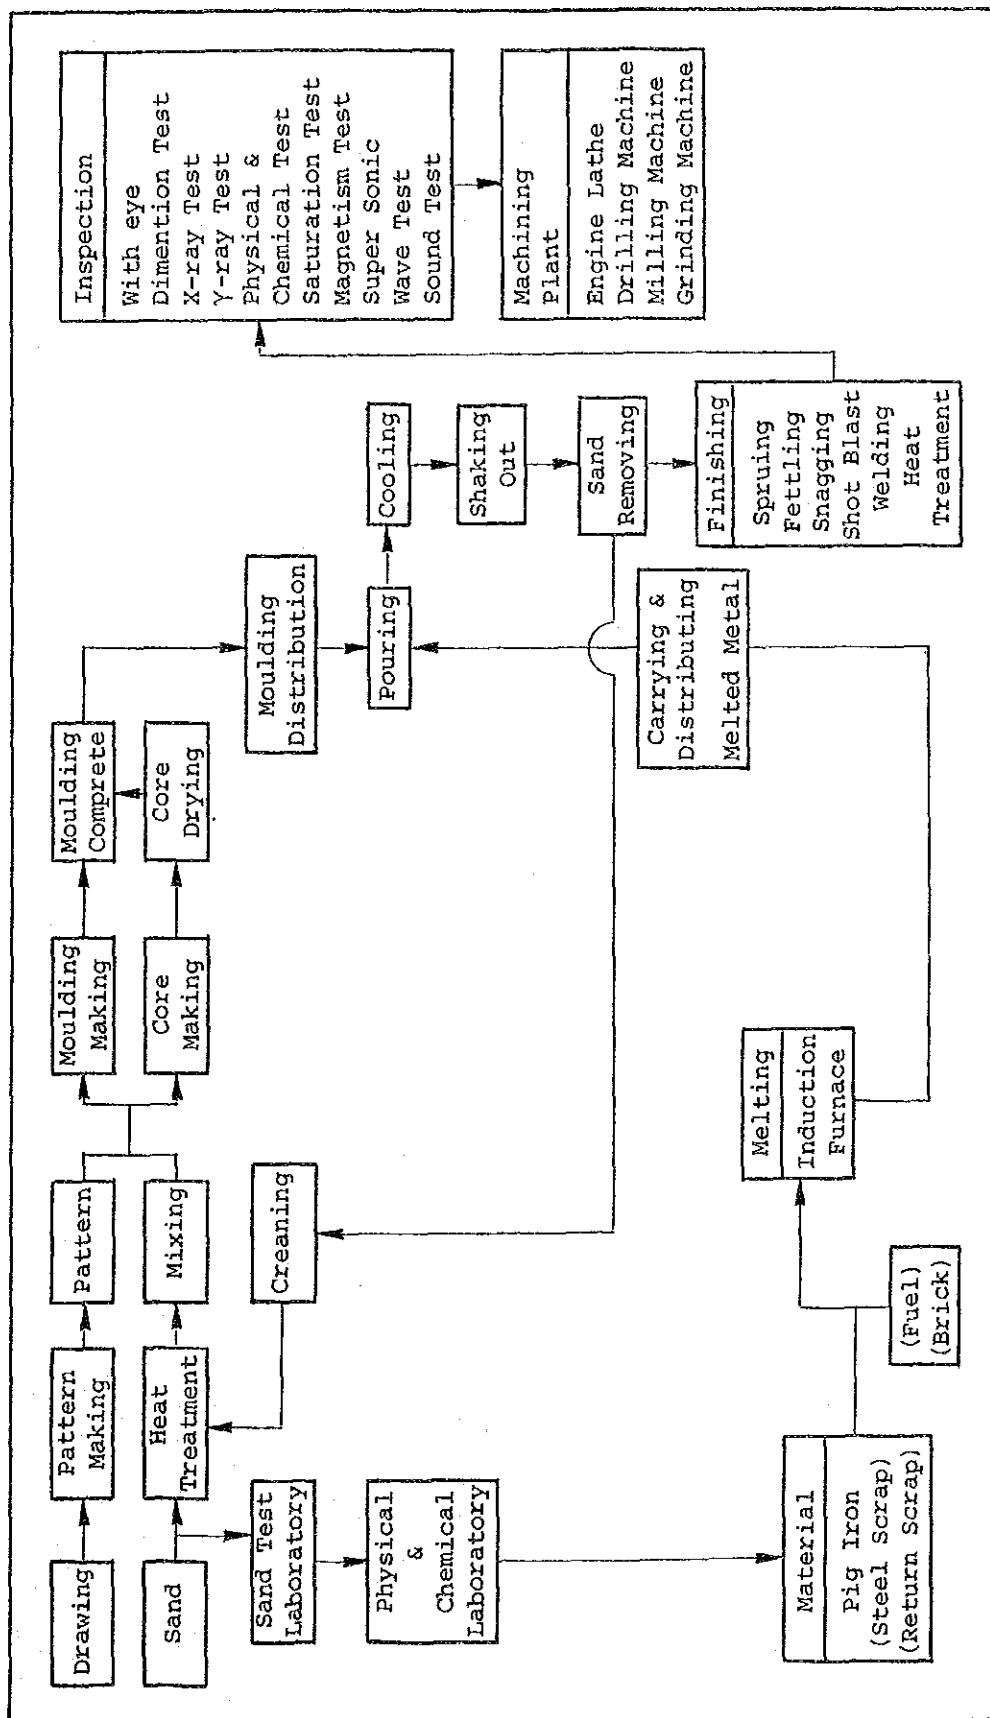 Drawing
Pattern
Making
Pattern
Moulding
Making
Moulding
Comprete
Inspection
With eye
Dimention Test
X-ray Test
Y-ray Test
Physical &
Chemical Test
Saturation Test
Magnetism Test
Super Sonic
Wave Test
Sound Test
Sand
Heat
Treatment
Mixing
Core
Making
Core
Drying
Sand Test
Laboratory
Creaning
Moulding
Distribution
Physical
&
Chemical
Laboratory
Pouring
Cooling
Shaking
Out
Sand
Removing
Machining
Plant
Engine Lathe
Drilling Machine
Milling Machine
Grinding Machine
Carrying &
Distributing
Melted Metal
Finishing
Spruing
Fettling
Snagging
Shot Blast
Welding
Heat
Treatment
Material
Pig Iron
(Steel Scrap)
(Return Scrap)
(Fuel)
(Brick)
Melting
Induction
Furnace